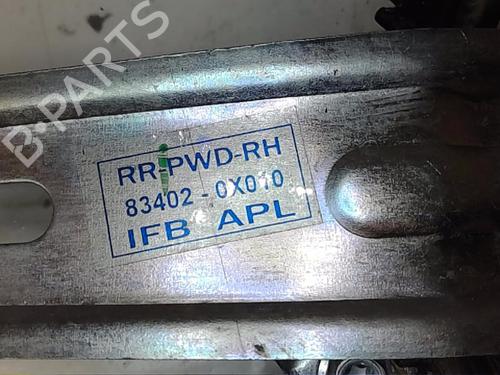 B-PARTS
RR-PWD-RH
83402-0X010
IFB APL